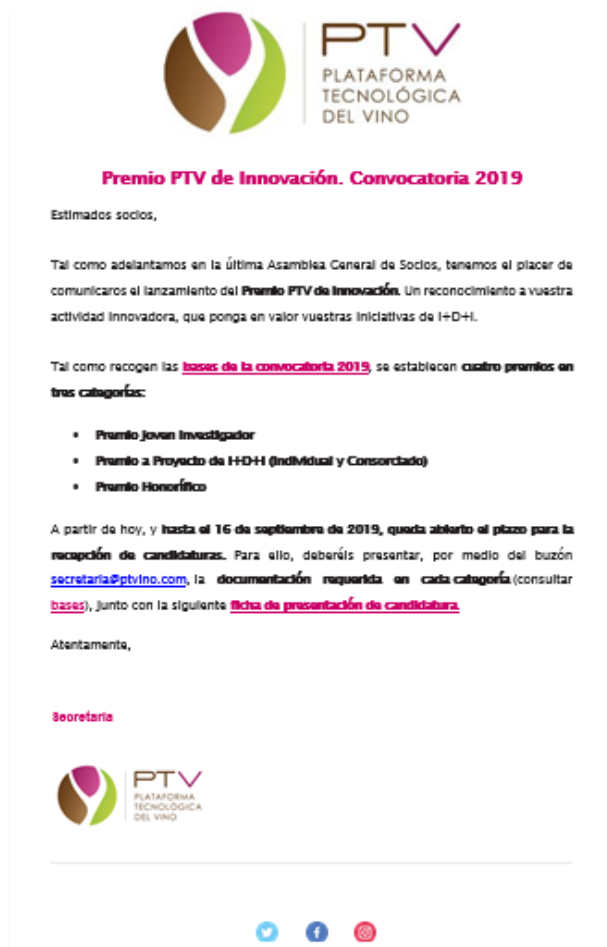 PTV
PLATAFORMA
TECNOLÓGICA
DEL VINO
Premio PTV de Innovación. Convocatoria 2019
Estimados socios,
Tal como adelantamos en la última Asamblea General de Socios, tenemos el placer de
comunicaros el lanzamiento del Premio PTV de Innovación. Un reconocimiento a vuestra
actividad innovadora, que ponga en valor vuestras iniciativas de I+D+I.
Tal como recogen las bases de la convocatoria 2019, se establecen cuatro premios en
tres categorías:
• Premio Joven Investigador
• Premio a Proyecto de I+D+I (Individual y Consorciado)
• Premio Honorífico
A partir de hoy, y hasta el 16 de septiembre de 2019, queda abierto el plazo para la
recepción de candidaturas. Para ello, deberéis presentar, por medio del buzón
secretaria@ptvino.com, la documentación requerida en cada categoría (consultar
bases), junto con la siguiente ficha de presentación de candidatura.
Atentamente,
Secretaria
PTV
PLATAFORMA
TECNOLÓGICA
DEL VINO